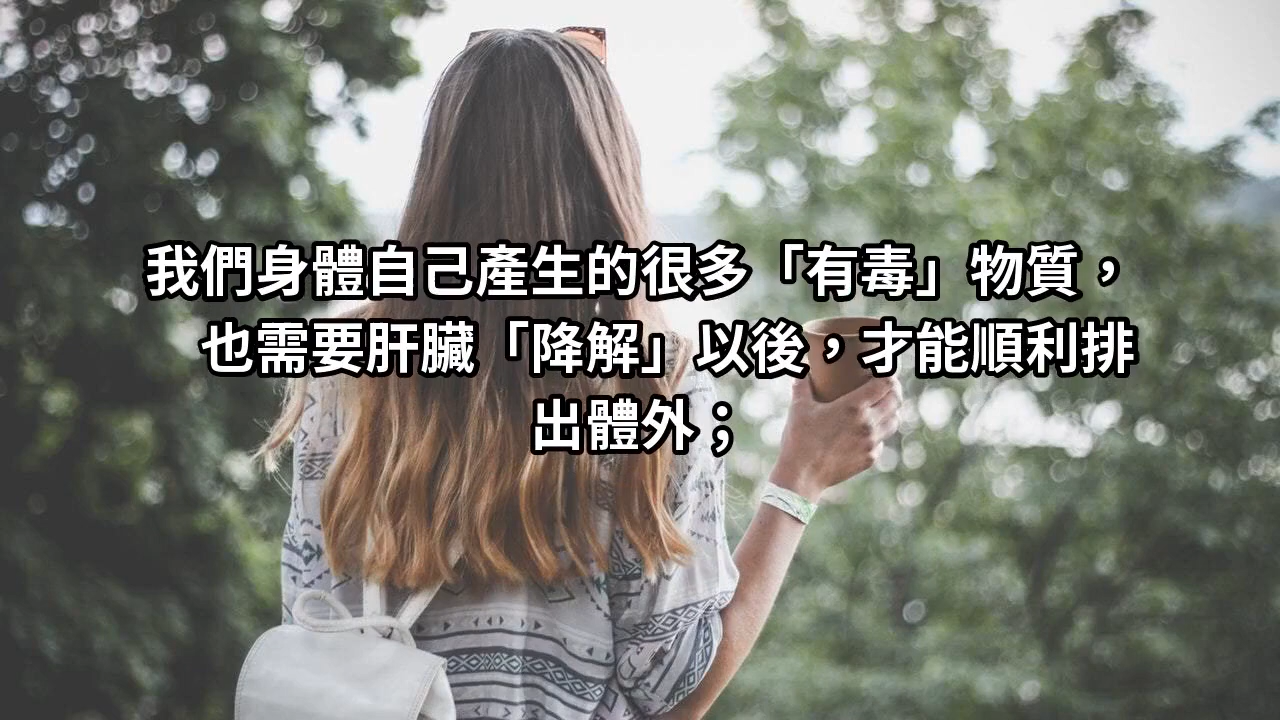 我們身體自己產生的很多「有毒」物質，
也需要肝臟「降解」以後，才能順利排
出體外；